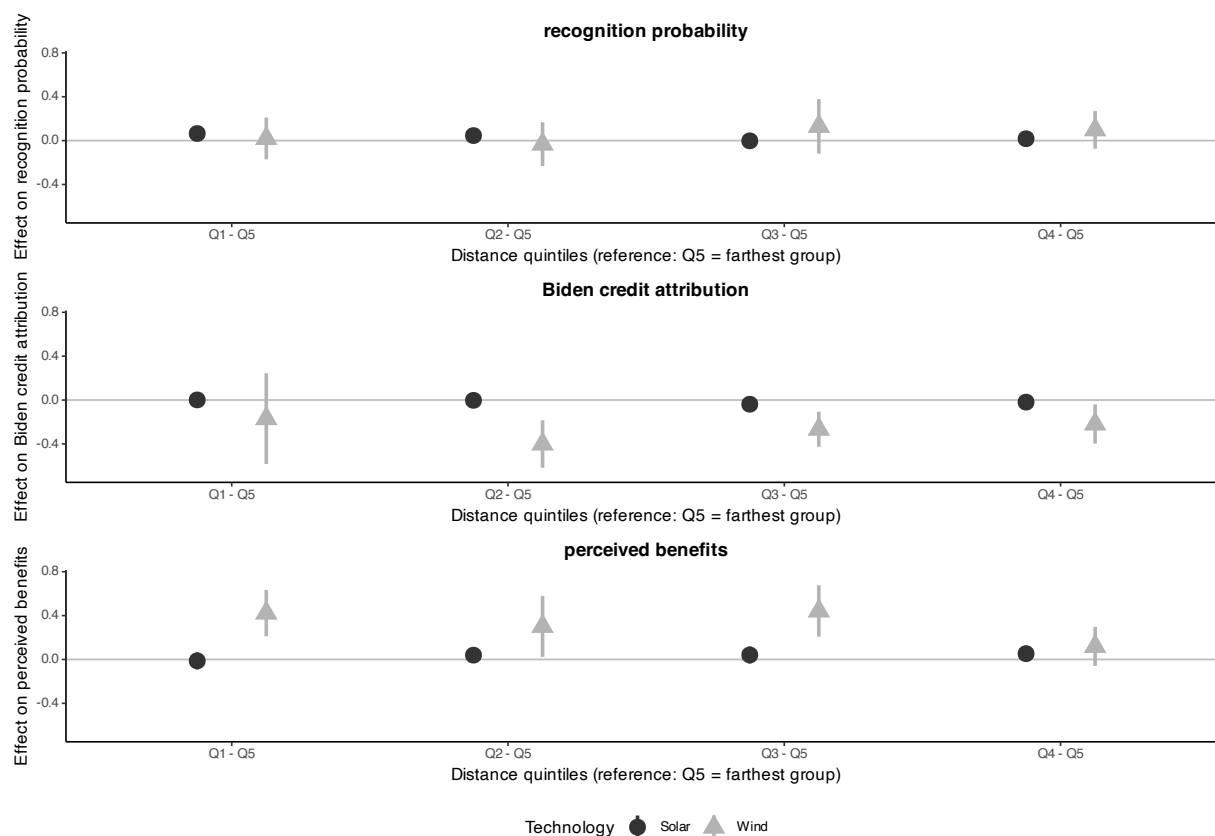 recognition probability
Effect on recognition probability
0.8
0.4
0.0
-0.4
Q1 - Q5
Q2 - Q5
Q3 - Q5
Q4 - Q5
Distance quintiles (reference: Q5 = farthest group)
Biden credit attribution
Effect on Biden credit attribution
0.8
0.4
0.0
-0.4
Q1 - Q5
Q2 - Q5
Q3 - Q5
Q4 - Q5
Distance quintiles (reference: Q5 = farthest group)
perceived benefits
Effect on perceived benefits
0.8
0.4
0.0
-0.4
Q1 - Q5
Q2 - Q5
Q3 - Q5
Q4 - Q5
Distance quintiles (reference: Q5 = farthest group)
Technology Solar Wind